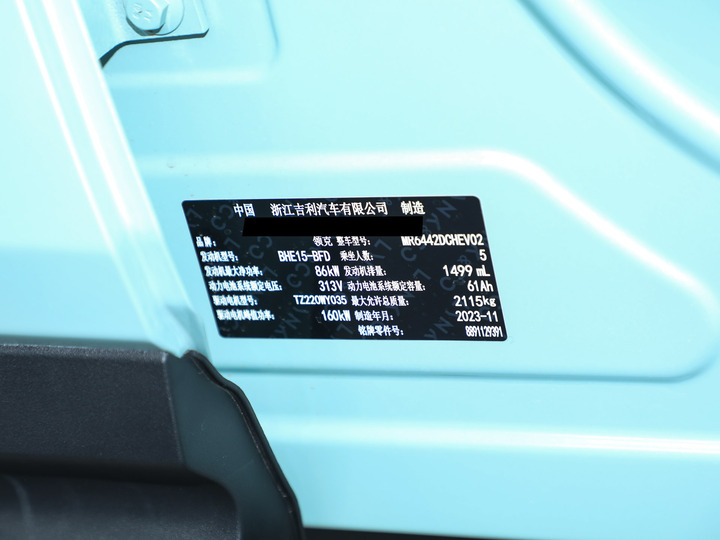 中国 浙江吉利汽车有限公司 制造
品牌: 领克 整车型号: MR6442DCHEV02
发动机型号: BHE15-BFD 乘坐人数: 5
发动机最大净功率: 86kW 发动机排量: 1499 mL
动力电池系统额定电压: 313V 动力电池系统额定容量: 61Ah
驱动电机型号: TZ220MY035 最大允许总质量: 2115kg
驱动电机峰值功率: 160kW 制造年月: 2023-11
铭牌零件号: 8891129391